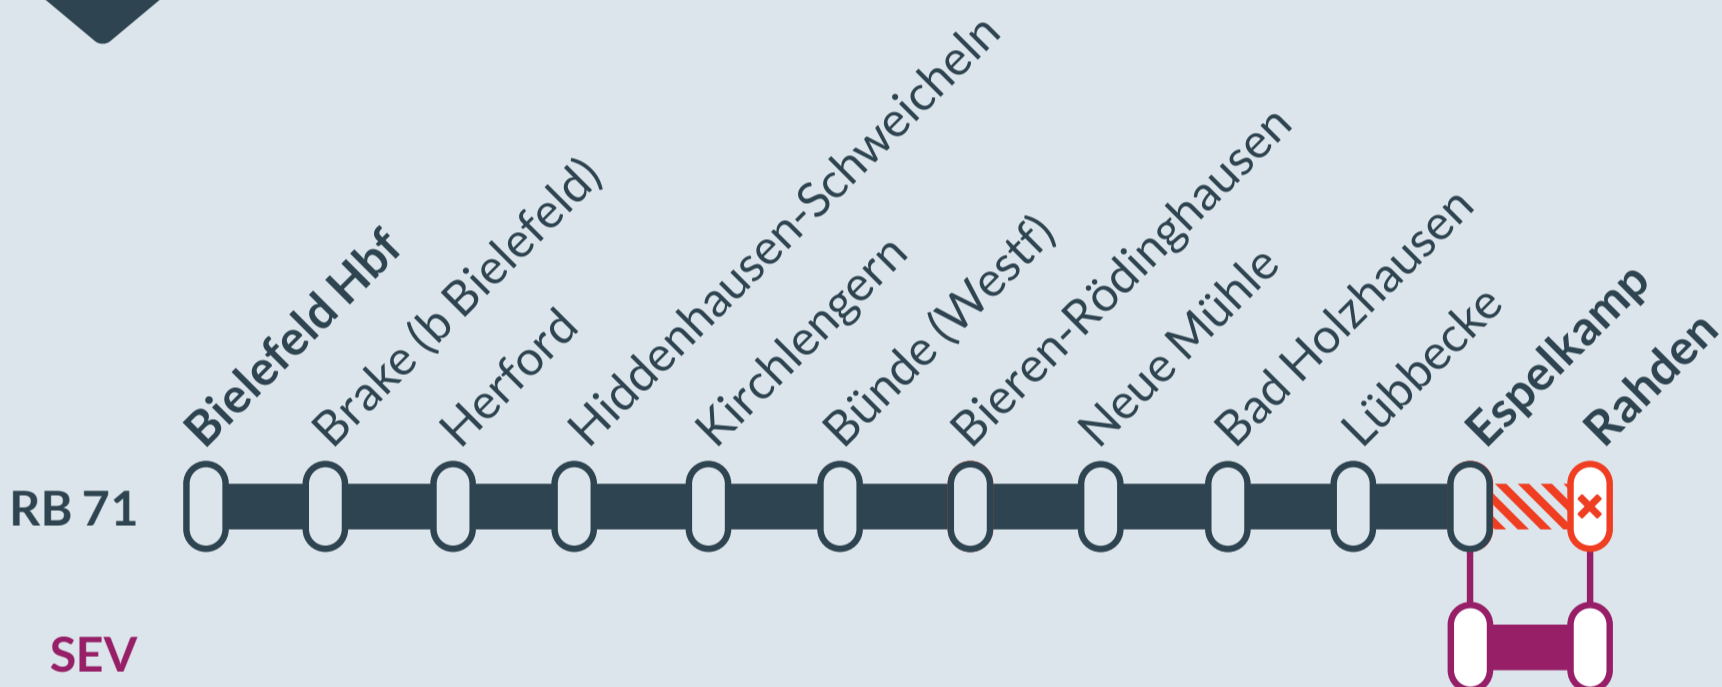 Bielefeld Hbf
Brake (b Bielefeld)
Herford
Hiddenhausen-Schweicheln
Kirchlengern
Bünde (Westf)
Bieren-Rödinghausen
Neue Mühle
Bad Holzhausen
Lübbecke
Espelkamp
Rahden
RB 71
SEV